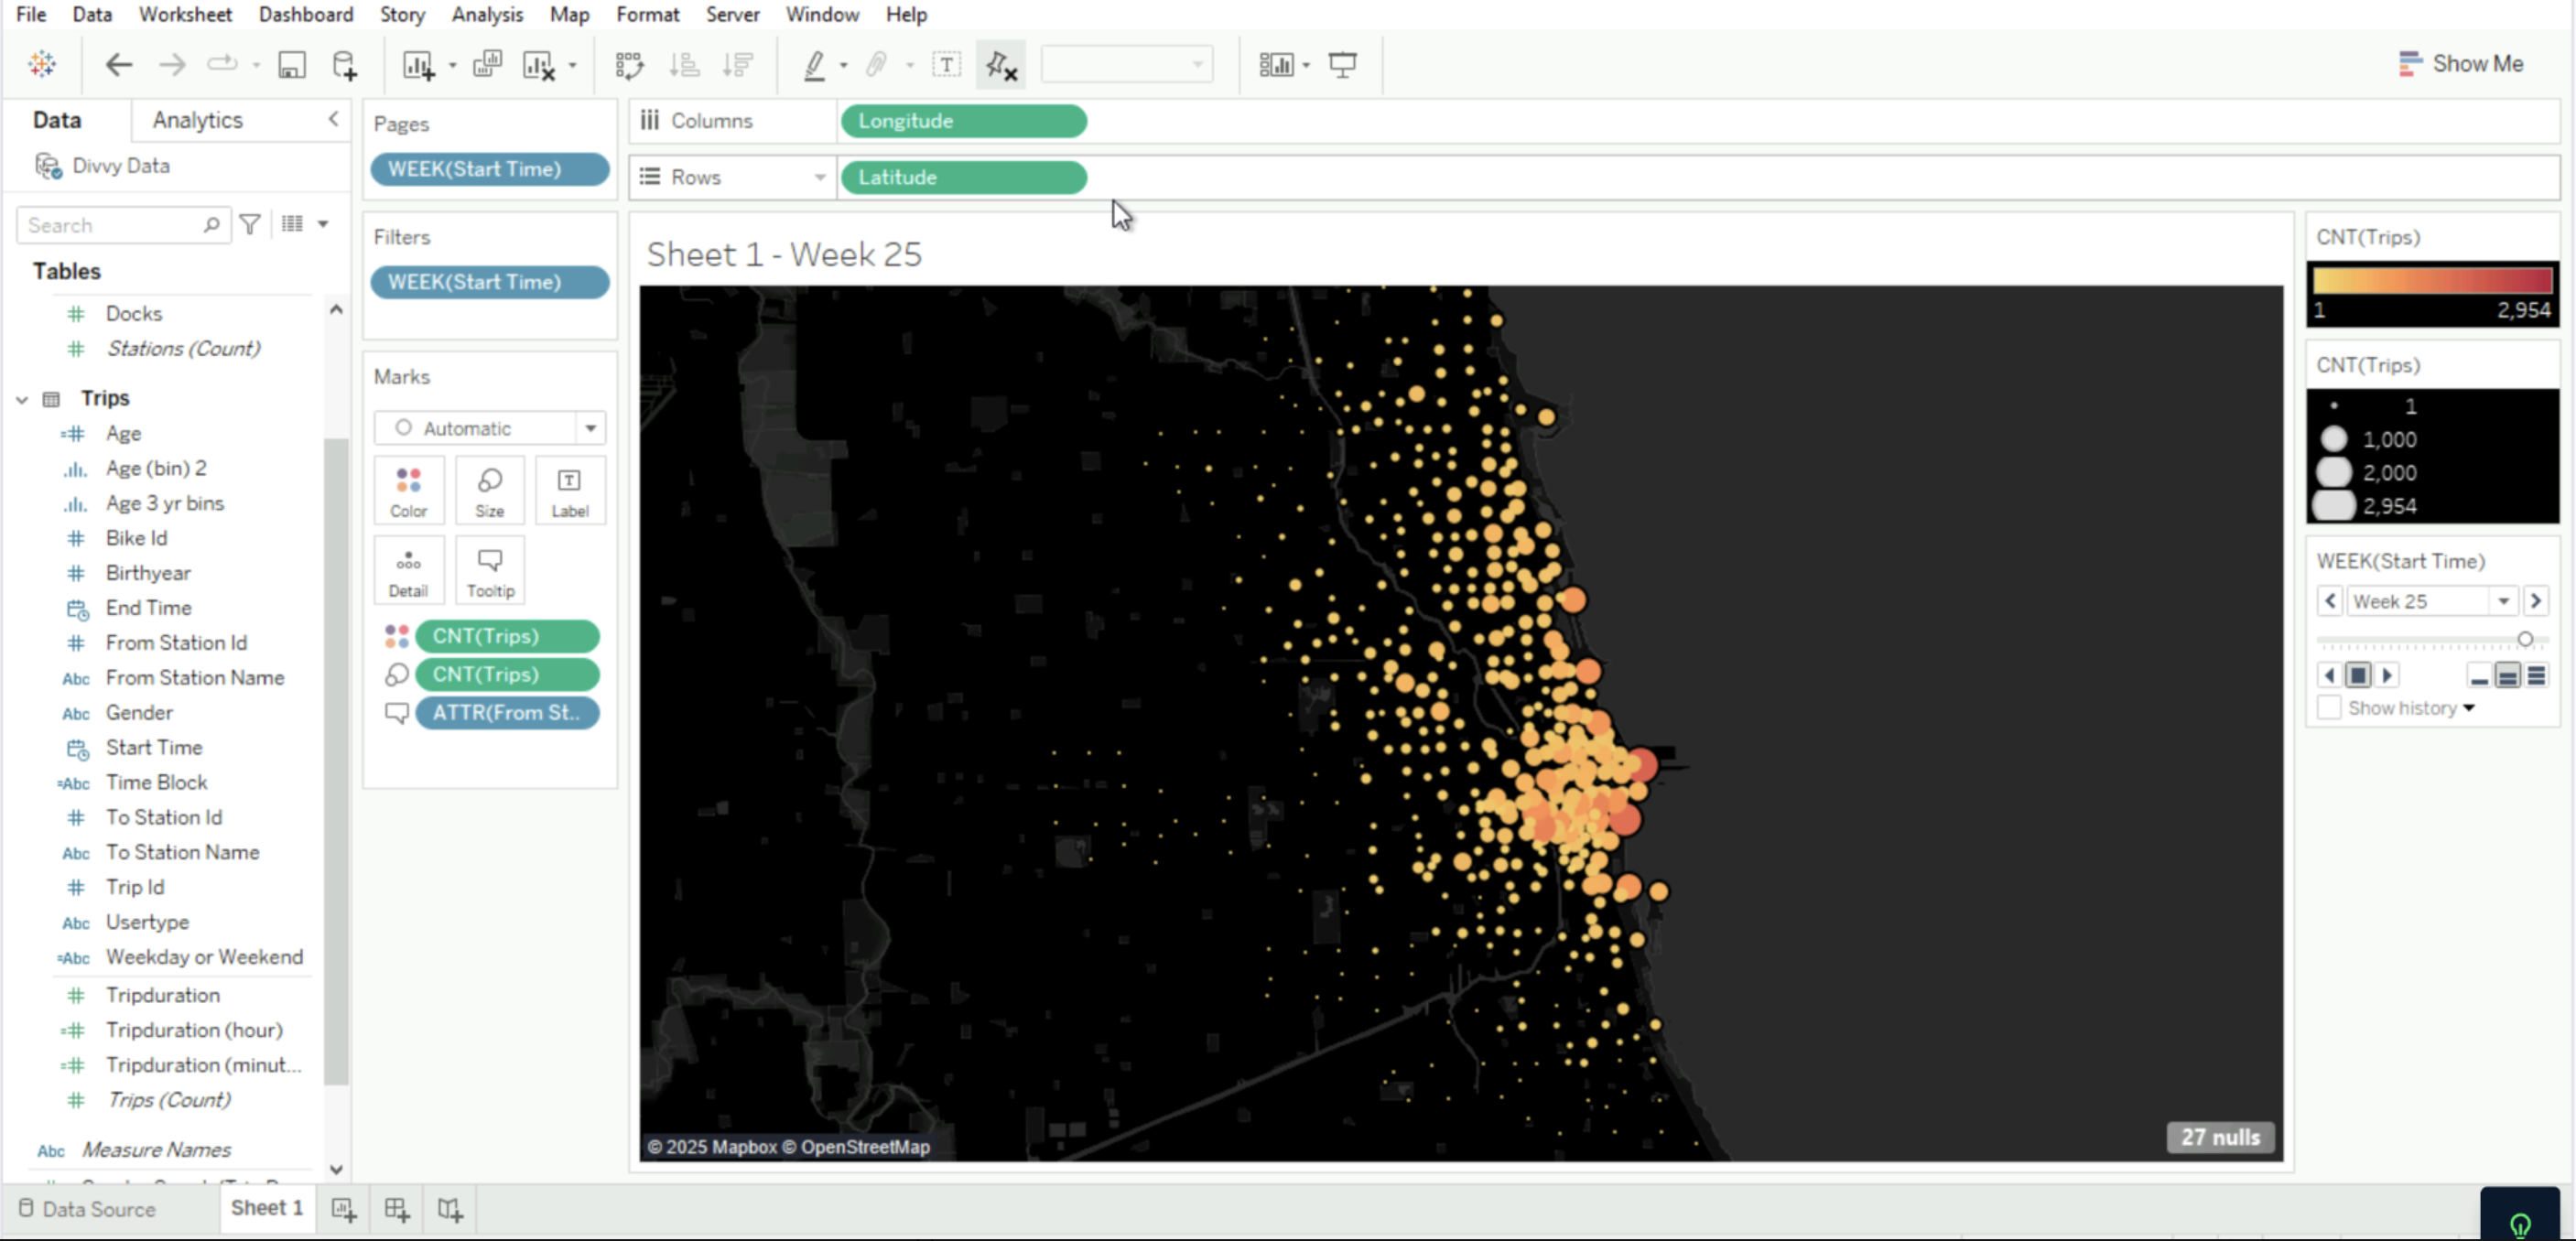 File Data Worksheet Dashboard Story Analysis Map Format Server Window Help
Show Me
Data Analytics
Divvy Data
Search
Tables
Docks
Stations (Count)
Trips
Age
Age (bin) 2
Age 3 yr bins
Bike Id
Birthyear
End Time
From Station Id
From Station Name
Gender
Start Time
Time Block
To Station Id
To Station Name
Trip Id
Usertype
Weekday or Weekend
Tripduration
Tripduration (hour)
Tripduration (minut...
Trips (Count)
Abc Measure Names
Pages
WEEK(Start Time)
Filters
WEEK(Start Time)
Marks
Automatic
Color Size Label
Detail Tooltip
CNT(Trips)
CNT(Trips)
ATTR(From St..
Columns Longitude
Rows Latitude
Sheet 1 - Week 25
© 2025 Mapbox © OpenStreetMap
27 nulls
CNT(Trips)
1 2,954
CNT(Trips)
1
1,000
2,000
2,954
WEEK(Start Time)
Week 25
Show history
Data Source Sheet 1